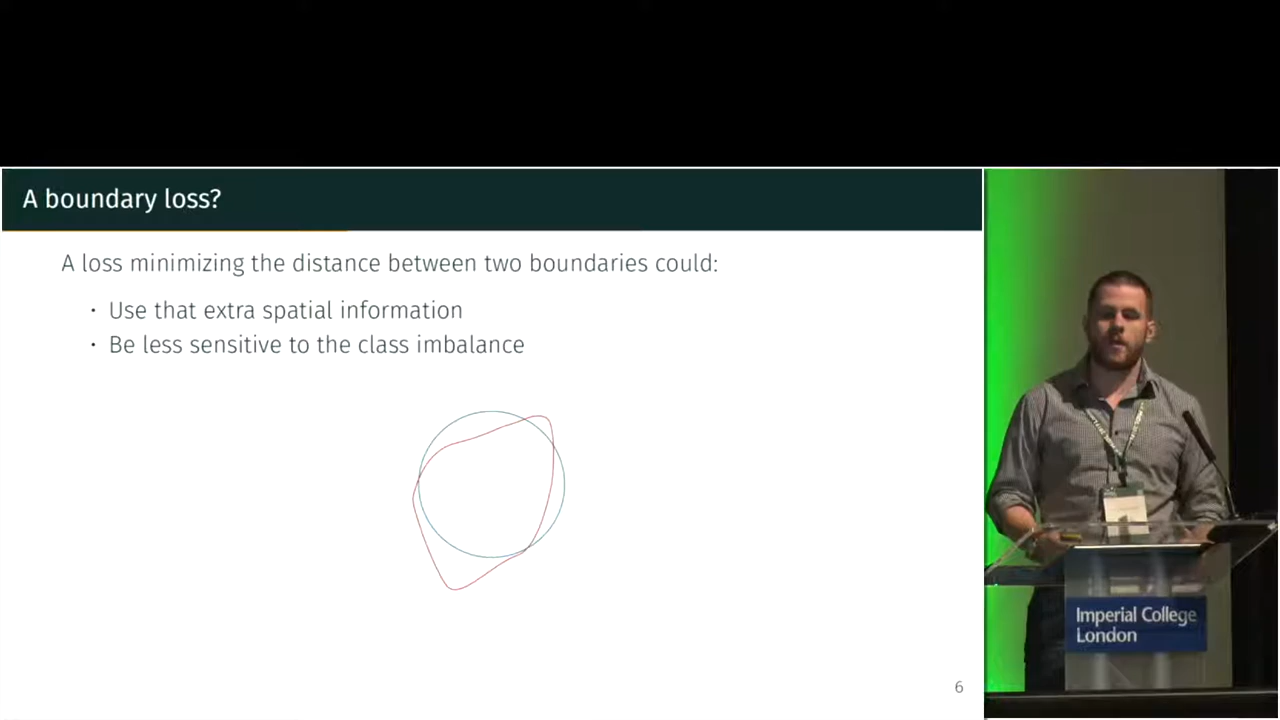 A boundary loss?
A loss minimizing the distance between two boundaries could:
· Use that extra spatial information
· Be less sensitive to the class imbalance
6
Imperial College
London